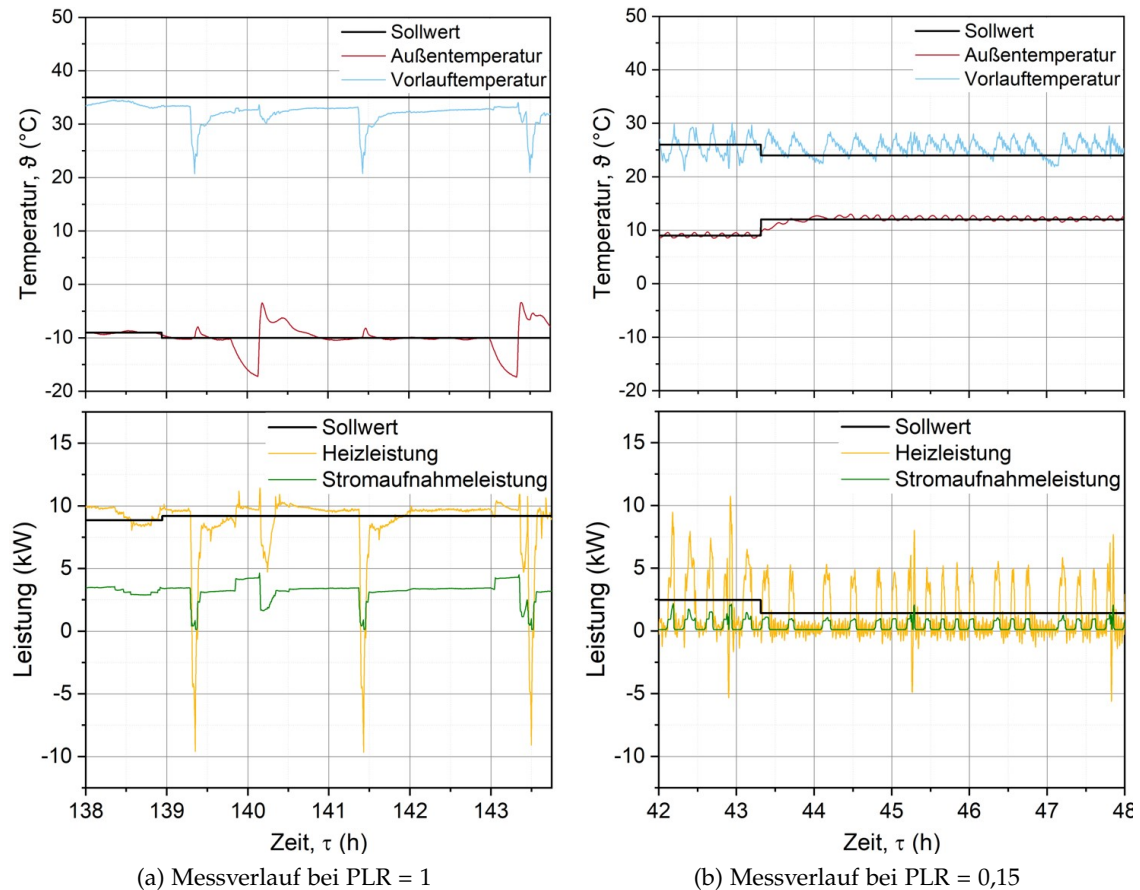 50
40
30
20
10
0
-10
-20
Temperatur, ϑ (°C)
Sollwert
Außentemperatur
Vorlauftemperatur
50
40
30
20
10
0
-10
-20
Temperatur, ϑ (°C)
Sollwert
Außentemperatur
Vorlauftemperatur
15
10
5
0
-5
-10
Leistung (kW)
Sollwert
Heizleistung
Stromaufnahmeleistung
138 139 140 141 142 143
Zeit, τ (h)
15
10
5
0
-5
-10
Leistung (kW)
Sollwert
Heizleistung
Stromaufnahmeleistung
42 43 44 45 46 47 48
Zeit, τ (h)
(a) Messverlauf bei PLR = 1
(b) Messverlauf bei PLR = 0,15